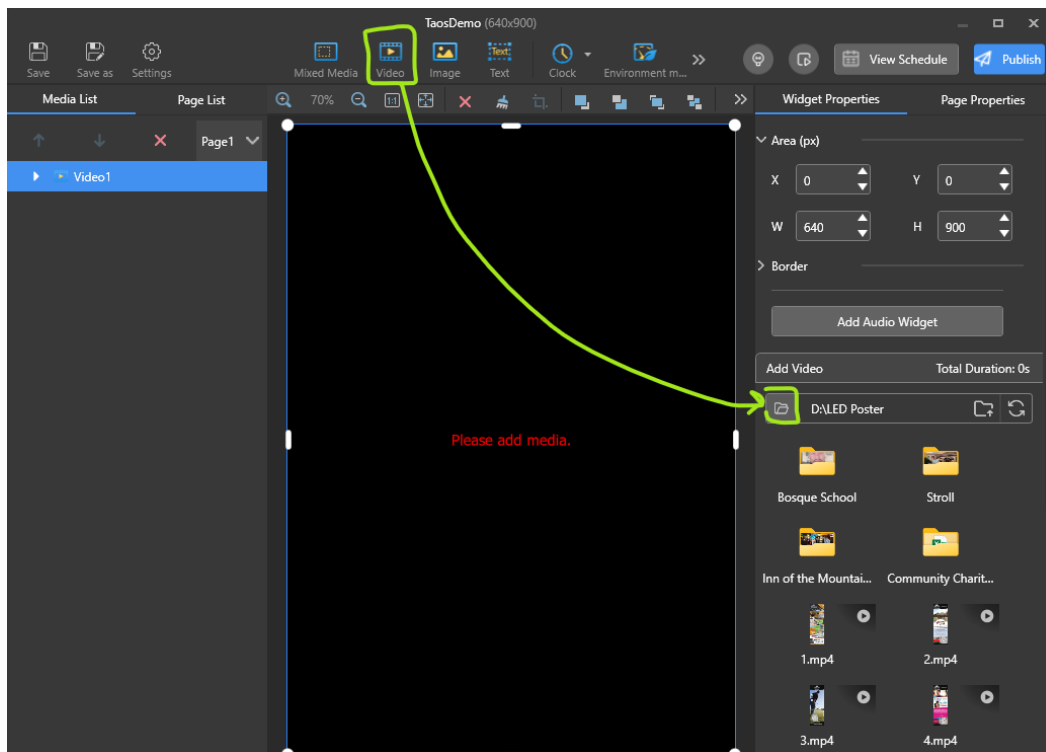 TaosDemo (640x900)
Save
Save as
Settings
Mixed Media
Video
Image
Text
Text
Clock
Environment m...
View Schedule
Publish
Media List
Page List
70%
1:1
Widget Properties
Page Properties
Page1
Video1
Area (px)
X 0
Y 0
W 640
H 900
Border
Add Audio Widget
Add Video
Total Duration: 0s
D:\LED Poster
Please add media.
Bosque School
Stroll
Inn of the Mountai...
Community Charit...
1.mp4
2.mp4
3.mp4
4.mp4